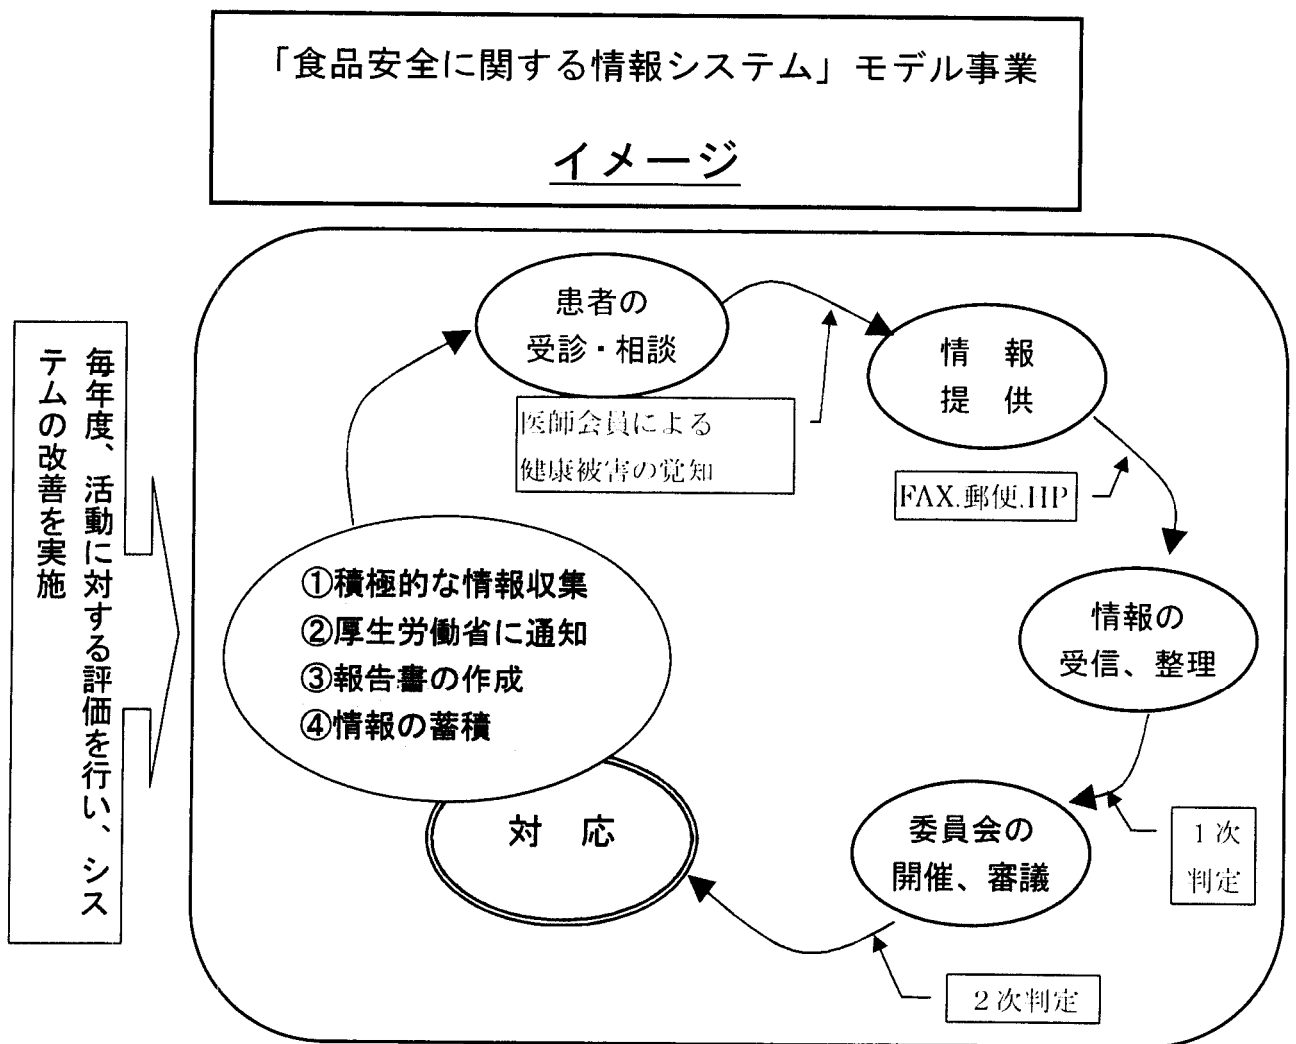 「食品安全に関する情報システム」モデル事業
イメージ
毎年度、活動に対する評価を行い、シス
テムの改善を実施
患者の
受診・相談
医師会員による
健康被害の覚知
情 報
提 供
FAX.郵便.HP
情報の
受信、整理
1次
判定
委員会の
開催、審議
2次判定
対 応
①積極的な情報収集
②厚生労働省に通知
③報告書の作成
④情報の蓄積